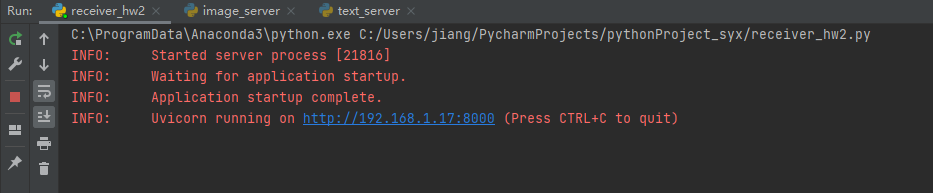 Run: receiver_hw2 image_server text_server
C:\ProgramData\Anaconda3\python.exe C:/Users/jiang/PycharmProjects/pythonProject_syx/receiver_hw2.py
INFO: Started server process [21816]
INFO: Waiting for application startup.
INFO: Application startup complete.
INFO: Uvicorn running on http://192.168.1.17:8000 (Press CTRL+C to quit)